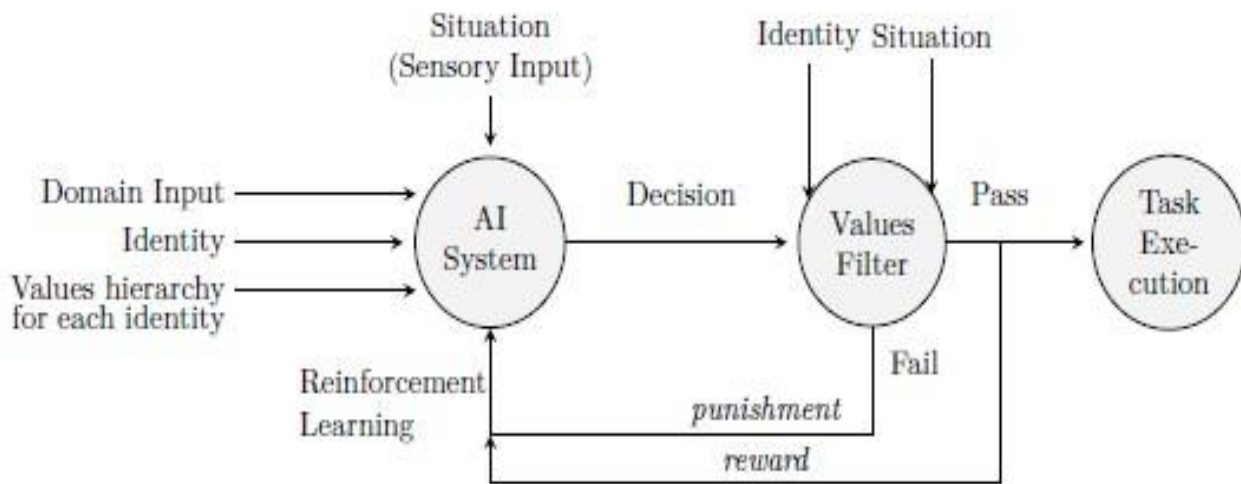 Situation
(Sensory Input)
Identity Situation
Domain Input
Identity
Values hierarchy
for each identity
AI
System
Decision
Values
Filter
Pass
Task
Exe-
cution
Fail
Reinforcement
Learning
punishment
reward